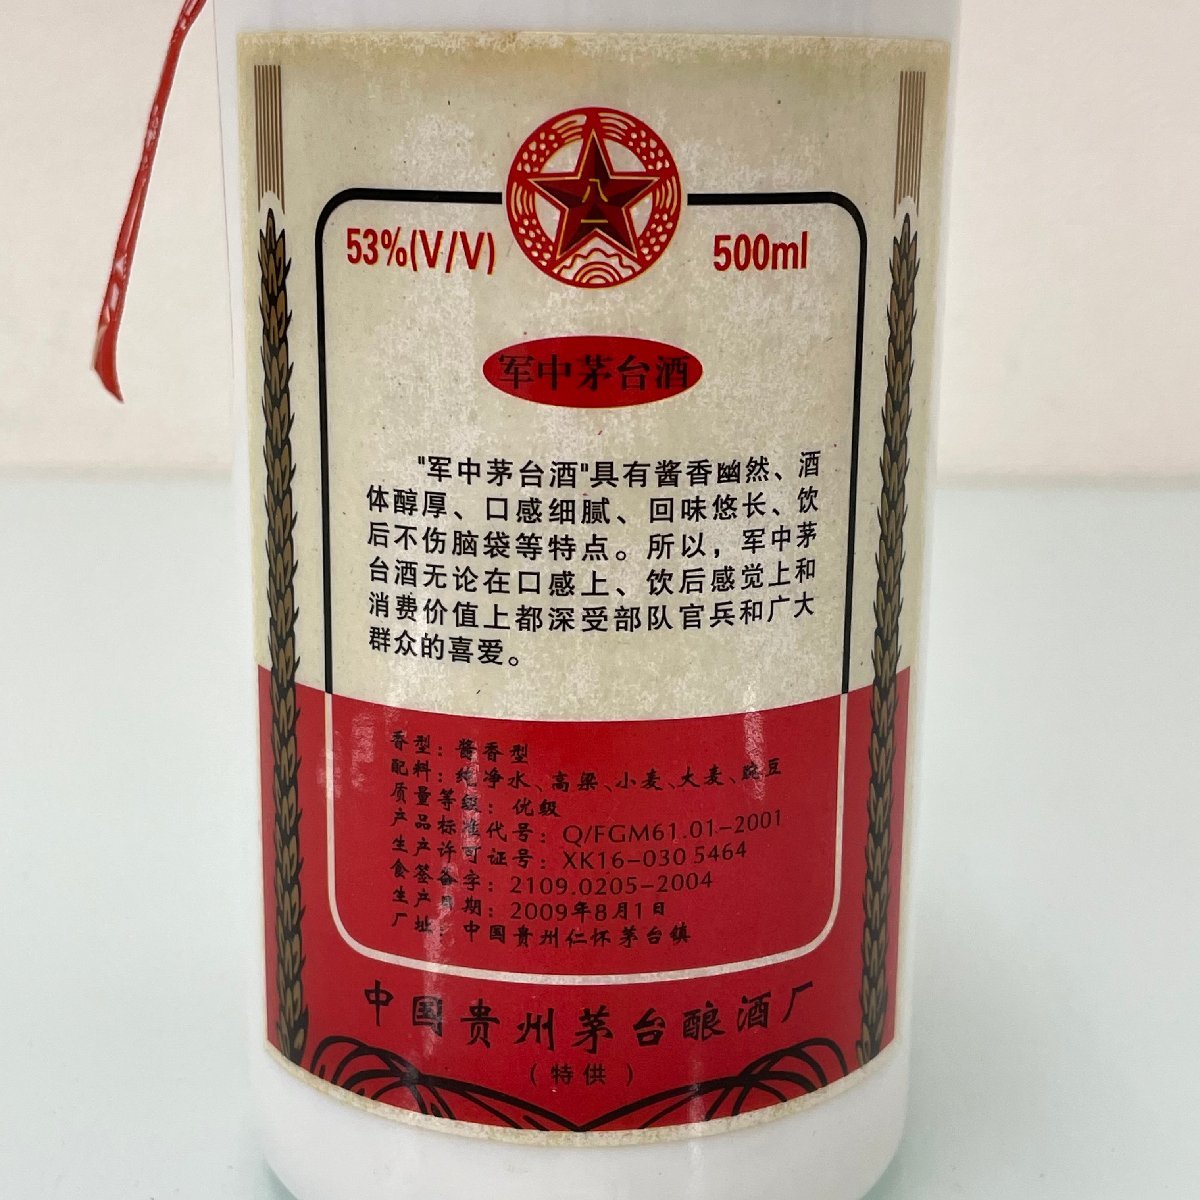 八一
53%(V/V)
500ml
军中茅台酒
"军中茅台酒"具有酱香幽然、酒
体醇厚、口感细腻、回味悠长、饮
后不伤脑袋等特点。所以，军中茅
台酒无论在口感上、饮后感觉上和
消费价值上都深受部队官兵和广大
群众的喜爱。
香型：酱香型
配料：纯净水、高粱、小麦、大麦、豌豆
质量等级：优级
产品标准代号：Q/FGM61.01-2001
生产许可证号：XK16-030 5464
食签备字：2109.0205-2004
生产日期：2009年8月1日
厂址：中国贵州仁怀茅台镇
中国贵州茅台酿酒厂
（特供）